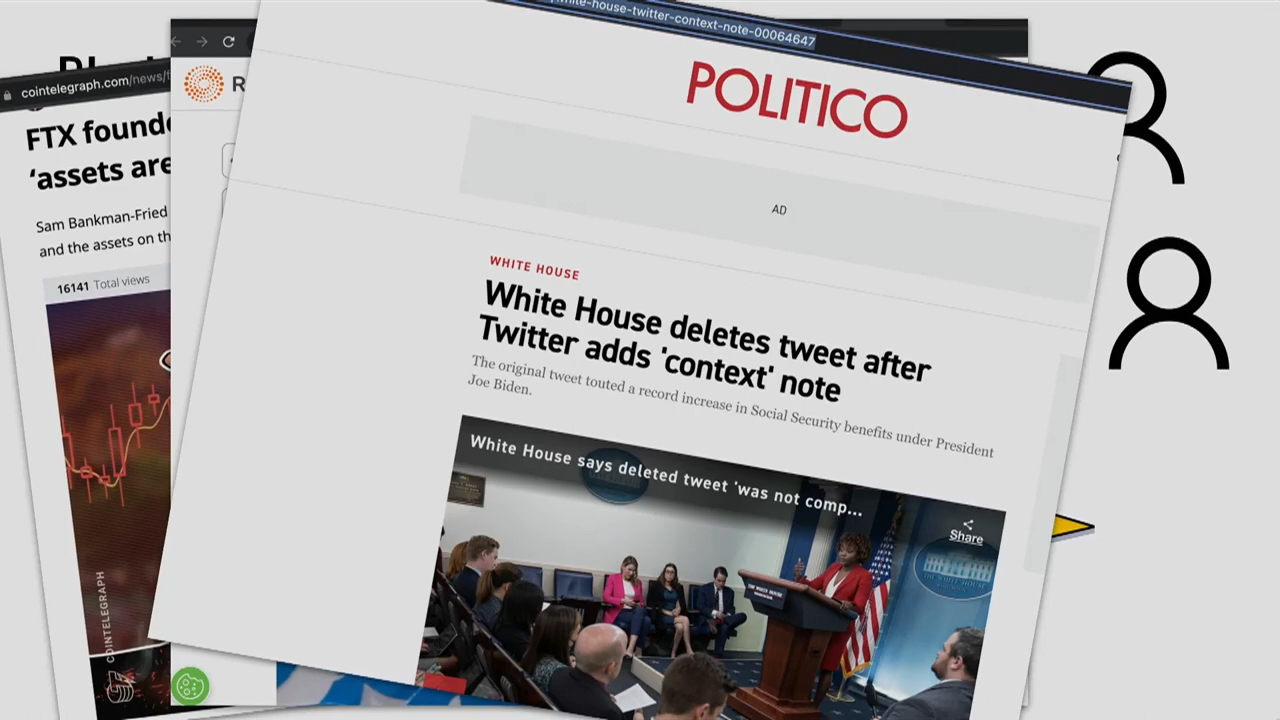 cointelegraph.com/news/
FTX
'assets are
Sam Bankman-Fried
and the assets on
16141 Total views
COINTELEGRAPH
R
white-house-twitter-context-note-00064647
POLITICO
AD
WHITE HOUSE
White House deletes tweet after
Twitter adds 'context' note
The original tweet touted a record increase in Social Security benefits under President
Joe Biden.
White House says deleted tweet 'was not comp...
Share
THE WHITE HOUSE